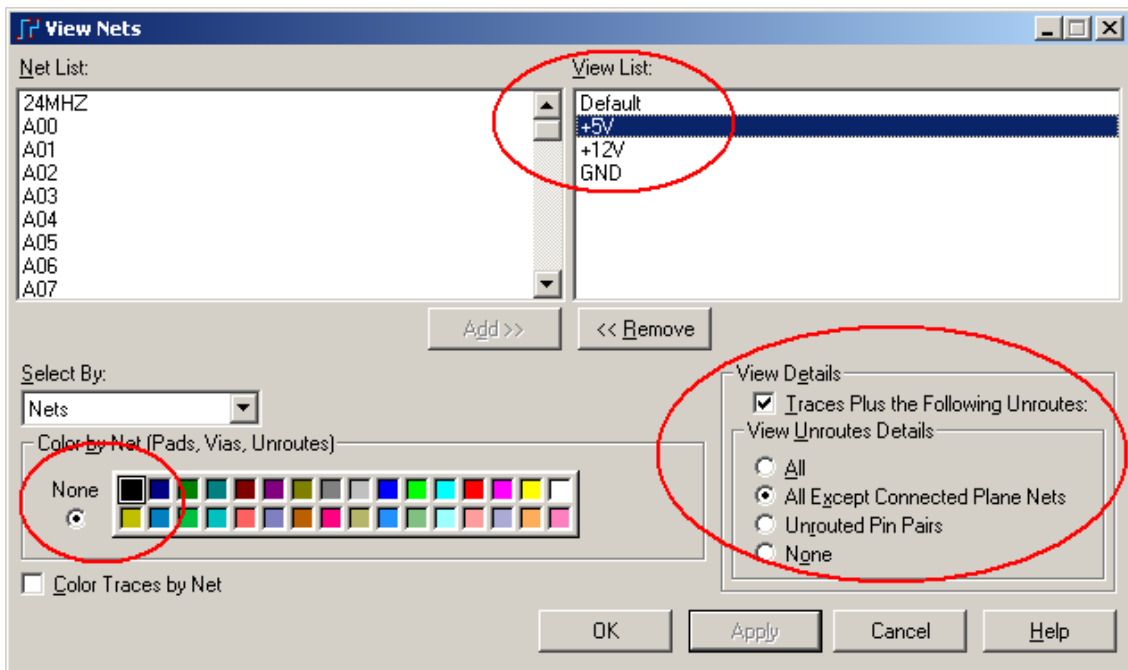 View Nets
Net List:
View List:
24MHZ
A00
A01
A02
A03
A04
A05
A06
A07
Default
+5V
+12V
GND
Add >>
<< Remove
Select By:
Nets
Color by Net (Pads, Vias, Unroutes)
None
Color Traces by Net
View Details
Traces Plus the Following Unroutes:
View Unroutes Details
All
All Except Connected Plane Nets
Unrouted Pin Pairs
None
OK
Apply
Cancel
Help